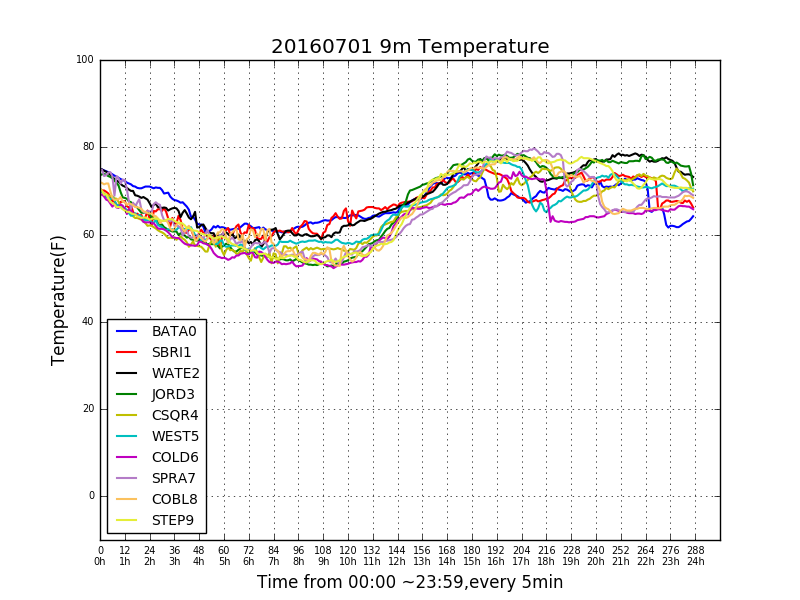 20160701 9m Temperature
Temperature(F)
100
80
60
40
20
0
BATA0
SBRI1
WATE2
JORD3
CSQR4
WEST5
COLD6
SPRA7
COBL8
STEP9
0 12 24 36 48 60 72 84 96 108 120 132 144 156 168 180 192 204 216 228 240 252 264 276 288
0h 1h 2h 3h 4h 5h 6h 7h 8h 9h 10h 11h 12h 13h 14h 15h 16h 17h 18h 19h 20h 21h 22h 23h 24h
Time from 00:00 ~23:59,every 5min